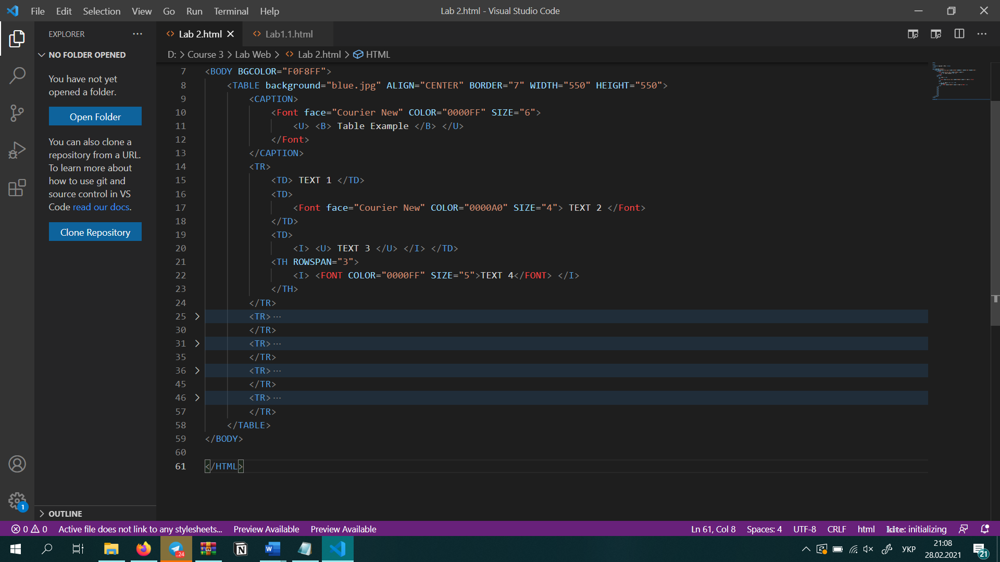 File Edit Selection View Go Run Terminal Help
Lab 2.html - Visual Studio Code
EXPLORER
NO FOLDER OPENED
You have not yet
opened a folder.
Open Folder
You can also clone a
repository from a URL.
To learn more about
how to use git and
source control in VS
Code read our docs.
Clone Repository
OUTLINE
Lab 2.html
Lab1.1.html
D: > Course 3 > Lab Web > Lab 2.html > HTML
7 <BODY BGCOLOR="F0F8FF">
8 <TABLE background="blue.jpg" ALIGN="CENTER" BORDER="7" WIDTH="550" HEIGHT="550">
9 <CAPTION>
10 <Font face="Courier New" COLOR="0000FF" SIZE="6">
11 <U> <B> Table Example </B> </U>
12 </Font>
13 </CAPTION>
14 <TR>
15 <TD> TEXT 1 </TD>
16 <TD>
17 <Font face="Courier New" COLOR="0000A0" SIZE="4"> TEXT 2 </Font>
18 </TD>
19 <TD>
20 <I> <U> TEXT 3 </U> </I> </TD>
21 <TH ROWSPAN="3">
22 <I> <FONT COLOR="0000FF" SIZE="5">TEXT 4</FONT> </I>
23 </TH>
24 </TR>
25 <TR>···
30 </TR>
31 <TR>···
35 </TR>
36 <TR>···
45 </TR>
46 <TR>···
57 </TR>
58 </TABLE>
59 </BODY>
60
61 </HTML>
1
0 0 Active file does not link to any stylesheets... Preview Available Preview Available
Ln 61, Col 8 Spaces: 4 UTF-8 CRLF html kite: initializing
..24
УКР
21:08
28.02.2021
21